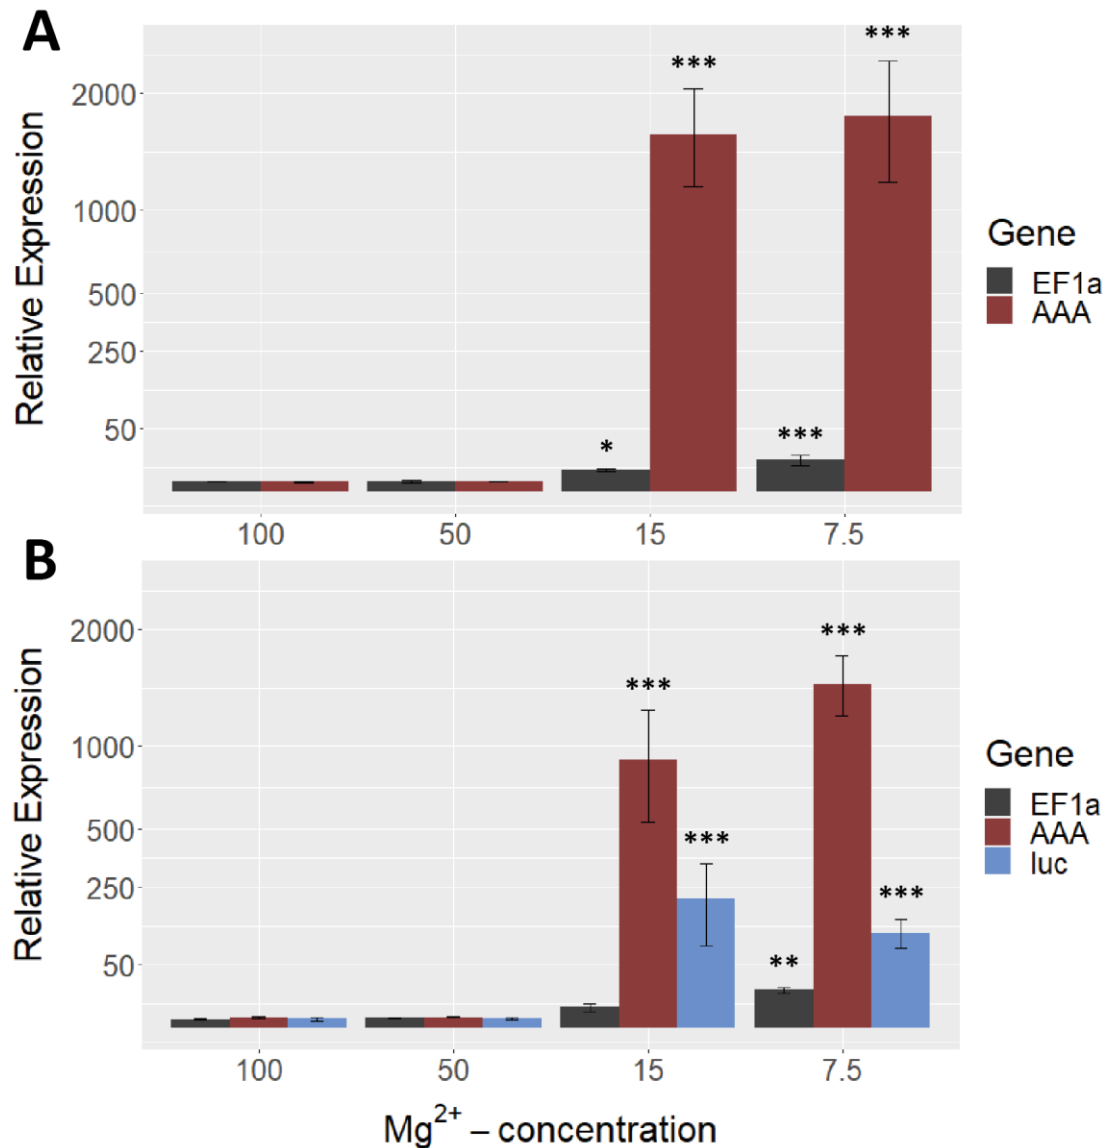 A
Relative Expression
2000
1000
500
250
50
***
***
*
***
100
50
15
7.5
Gene
EF1a
AAA
B
Relative Expression
2000
1000
500
250
50
***
***
***
***
**
100
50
15
7.5
Gene
EF1a
AAA
luc
Mg²⁺ – concentration